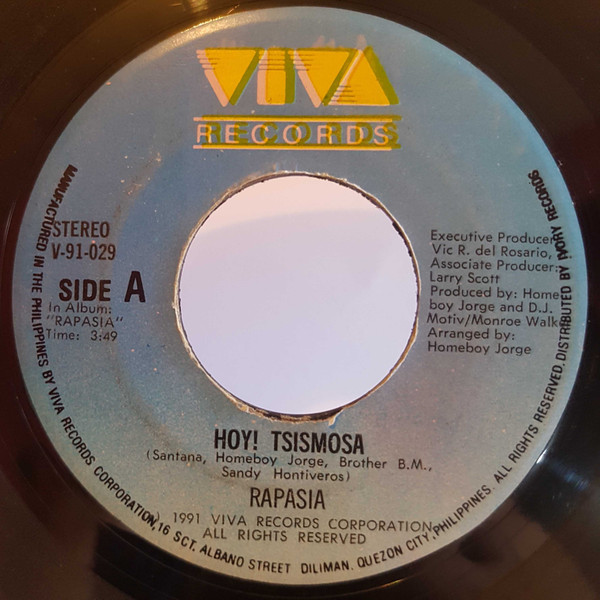 VIVA
RECORDS
STEREO
V-91-029
SIDE A
In Album:
"RAPASIA"
Time: 3:49
Executive Producer
Vic R. del Rosario,
Associate Producer:
Larry Scott
Produced by: Home
boy Jorge and D.J.
Motiv/Monroe Walk
Arranged by:
Homeboy Jorge
HOY! TSISMOSA
(Santana, Homeboy Jorge, Brother B.M.,
Sandy Hontiveros)
RAPASIA
) 1991 VIVA RECORDS CORPORATION
ALL RIGHTS RESERVED
MANUFACTURED IN THE PHILIPPINES BY VIVA RECORDS CORPORATION, 16 SCT. ALBANO STREET DILIMAN, QUEZON CITY, PHILIPPINES. ALL RIGHTS RESERVED. DISTRIBUTED BY IVORY RECORDS